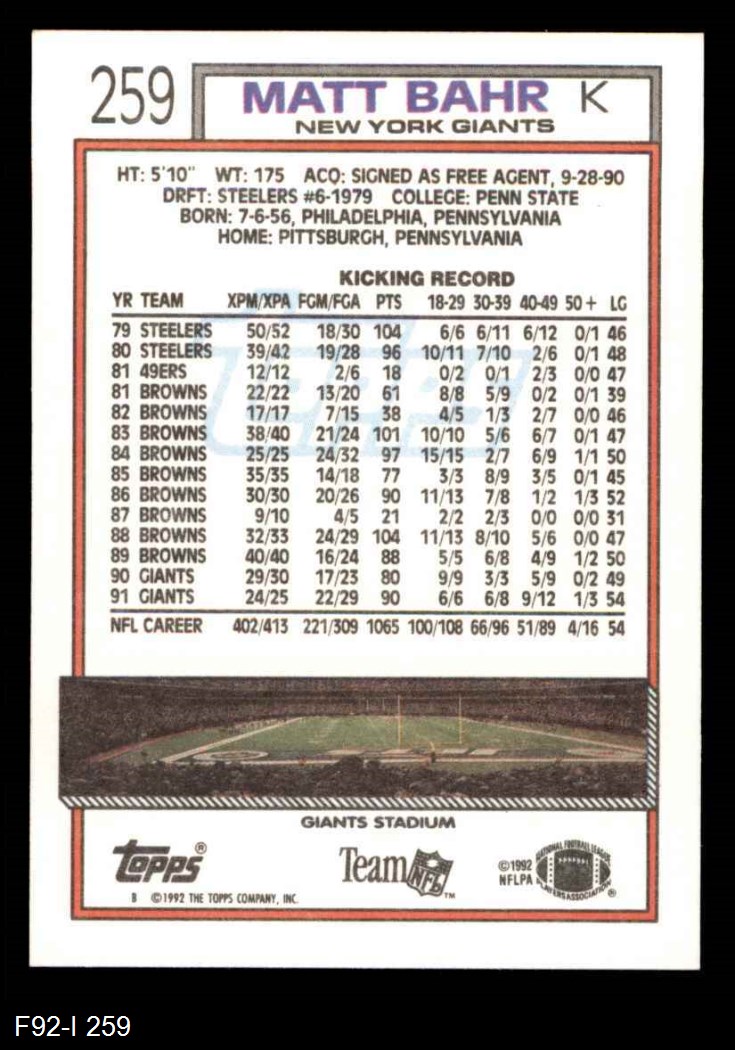 259
MATT BAHR K
NEW YORK GIANTS
HT: 5'10" WT: 175 ACQ: SIGNED AS FREE AGENT, 9-28-90
DRFT: STEELERS #6-1979 COLLEGE: PENN STATE
BORN: 7-6-56, PHILADELPHIA, PENNSYLVANIA
HOME: PITTSBURGH, PENNSYLVANIA
KICKING RECORD
YR TEAM XPM/XPA FGM/FGA PTS 18-29 30-39 40-49 50+ LG
79 STEELERS 50/52 18/30 104 6/6 6/11 6/12 0/1 46
80 STEELERS 39/42 19/28 96 10/11 7/10 2/6 0/1 48
81 49ERS 12/12 2/6 18 0/2 0/1 2/3 0/0 47
81 BROWNS 22/22 13/20 61 8/8 5/9 0/2 0/1 39
82 BROWNS 17/17 7/15 38 4/5 1/3 2/7 0/0 46
83 BROWNS 38/40 21/24 101 10/10 5/6 6/7 0/1 47
84 BROWNS 25/25 24/32 97 15/15 2/7 6/9 1/1 50
85 BROWNS 35/35 14/18 77 3/3 8/9 3/5 0/1 45
86 BROWNS 30/30 20/26 90 11/13 7/8 1/2 1/3 52
87 BROWNS 9/10 4/5 21 2/2 2/3 0/0 0/0 31
88 BROWNS 32/33 24/29 104 11/13 8/10 5/6 0/0 47
89 BROWNS 40/40 16/24 88 5/5 6/8 4/9 1/2 50
90 GIANTS 29/30 17/23 80 9/9 3/3 5/9 0/2 49
91 GIANTS 24/25 22/29 90 6/6 6/8 9/12 1/3 54
NFL CAREER 402/413 221/309 1065 100/108 66/96 51/89 4/16 54
GIANTS STADIUM
Topps®
Team NFL™
©1992
NFLPA
NATIONAL FOOTBALL LEAGUE
PLAYERS ASSOCIATION ®
B ©1992 THE TOPPS COMPANY, INC.
F92-I 259